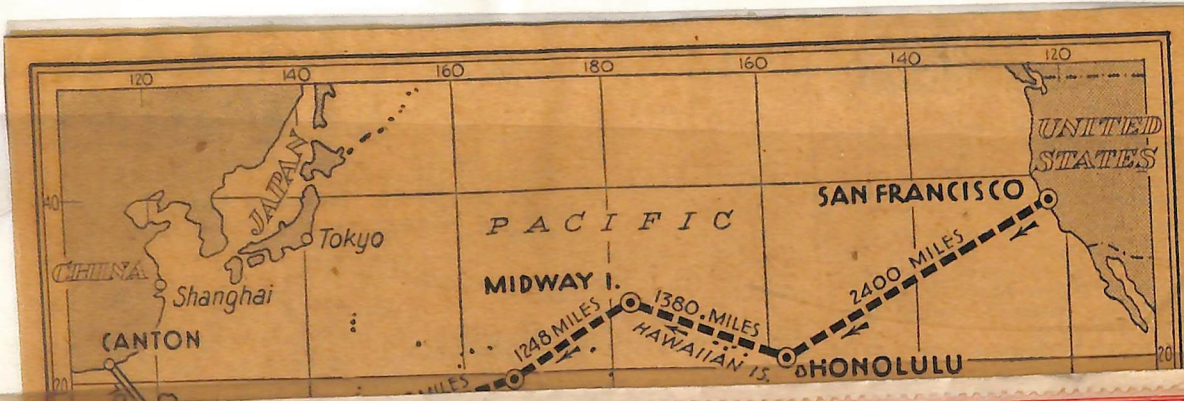 120 140 160 180 160 140 120
UNITED
STATES
JAPAN
40
SAN FRANCISCO
PACIFIC
Tokyo
2400 MILES
CHINA
MIDWAY I.
Shanghai
1380 MILES
1248 MILES
HAWAIIAN IS.
CANTON
HONOLULU
20
20
MILES